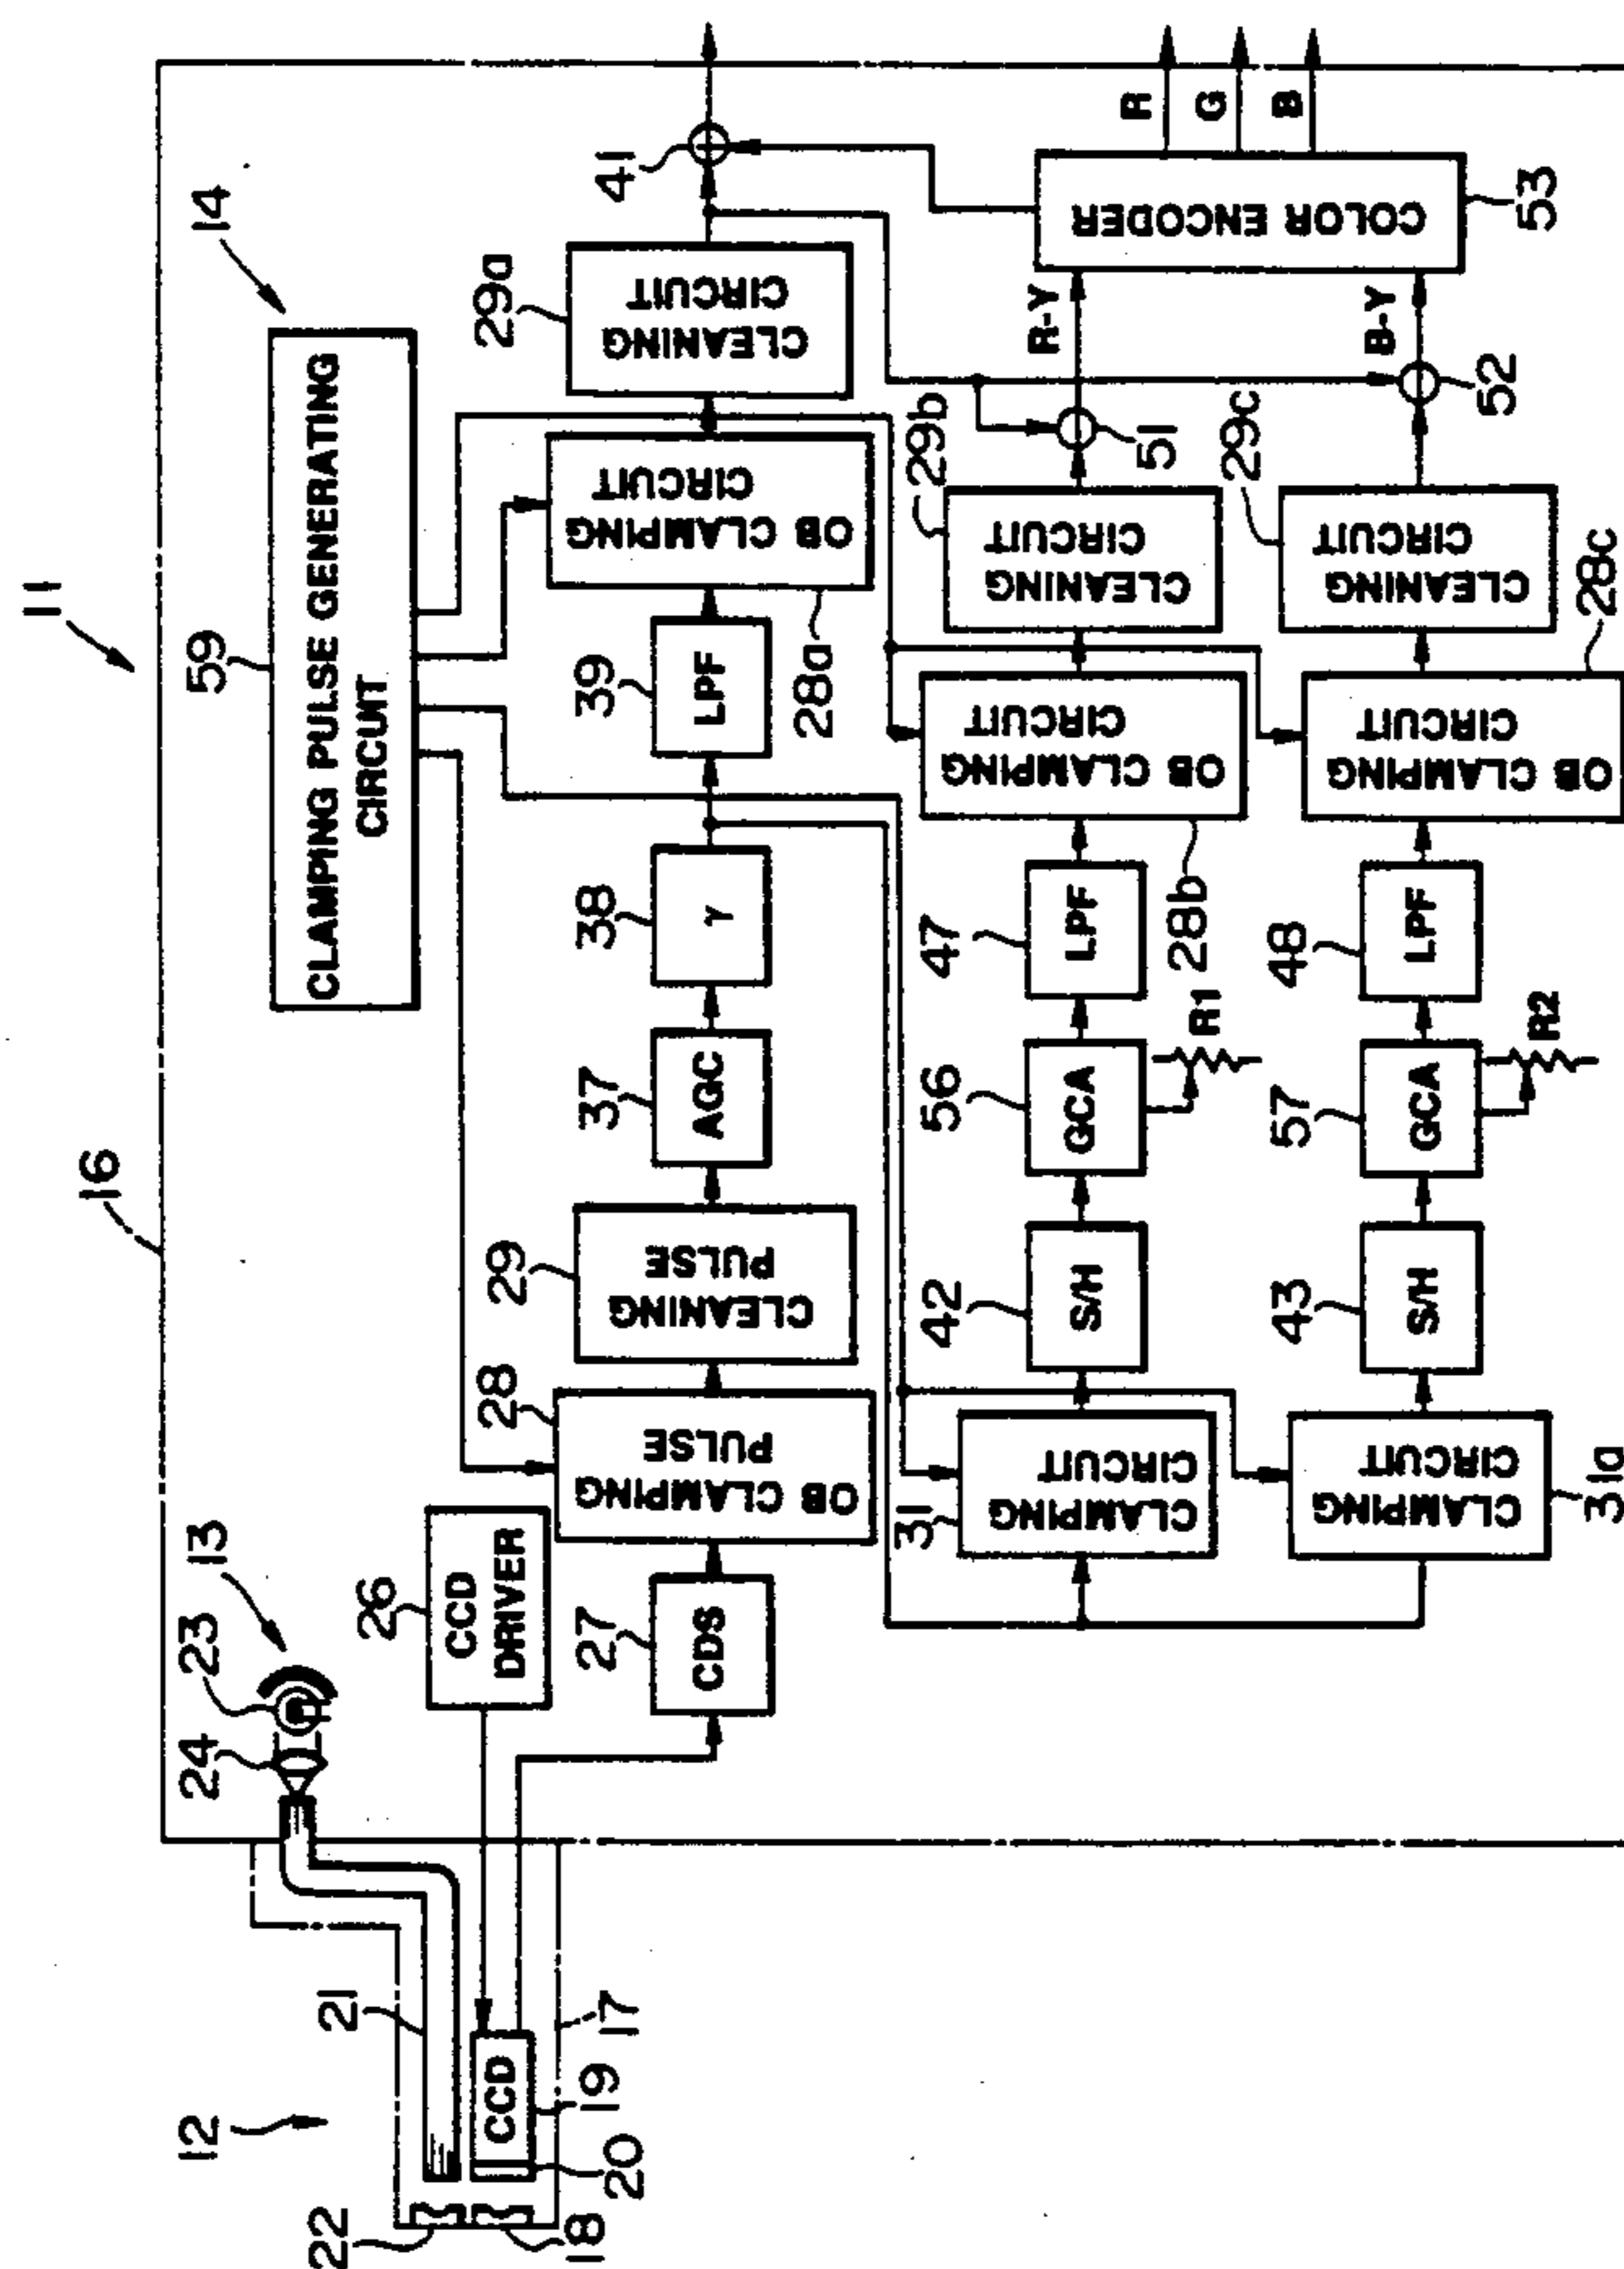 11
16
14
59
CLAMPING PULSE GENERATING
CIRCUIT
12
24
23
13
22
21
18
20
19
CCD
17
26
CCD
DRIVER
27
CDS
28
OB CLAMPING
PULSE
29
CLEANING
PULSE
37
AGC
38
γ
39
LPF
28a
OB CLAMPING
CIRCUIT
29a
CLEANING
CIRCUIT
41
31
CLAMPING
CIRCUIT
42
S/H
56
GCA
R1
47
LPF
28b
OB CLAMPING
CIRCUIT
29b
CLEANING
CIRCUIT
51
R-Y
31a
CLAMPING
CIRCUIT
43
S/H
57
GCA
R2
48
LPF
28c
OB CLAMPING
CIRCUIT
29c
CLEANING
CIRCUIT
52
B-Y
COLOR ENCODER
53
R
G
B